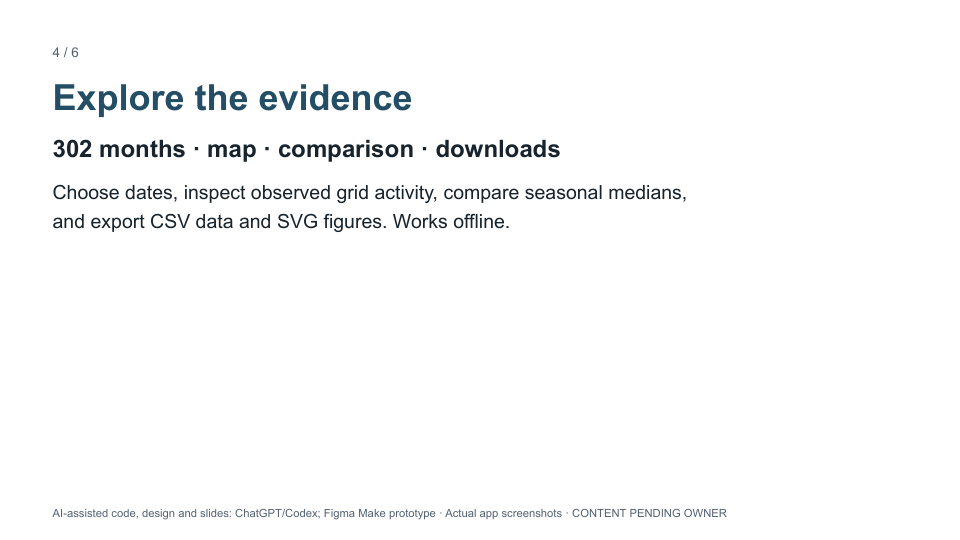 4 / 6
Explore the evidence
302 months · map · comparison · downloads
Choose dates, inspect observed grid activity, compare seasonal medians,
and export CSV data and SVG figures. Works offline.
AI-assisted code, design and slides: ChatGPT/Codex; Figma Make prototype · Actual app screenshots · CONTENT PENDING OWNER